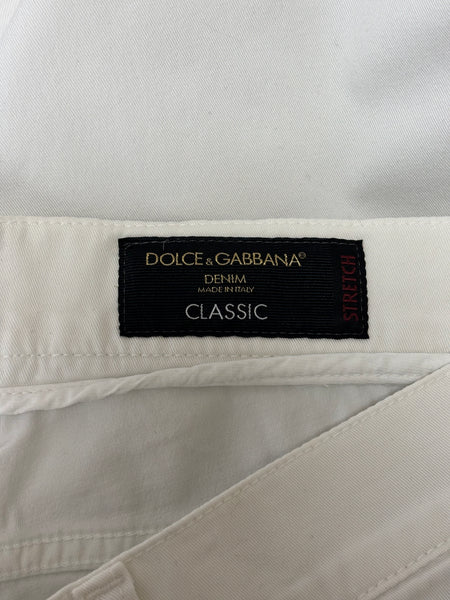 DOLCE & GABBANA®
DENIM
MADE IN ITALY
CLASSIC
STRETCH